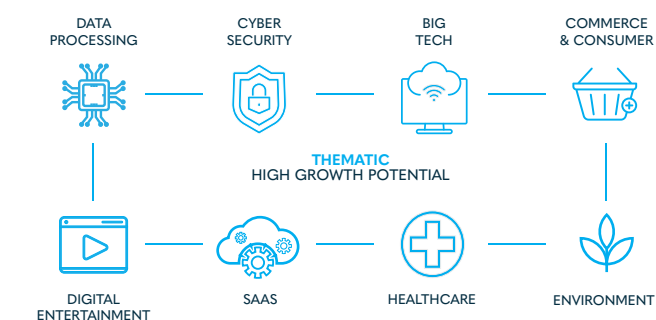 DATA
PROCESSING
CYBER
SECURITY
BIG
TECH
COMMERCE
& CONSUMER
THEMATIC
HIGH GROWTH POTENTIAL
DIGITAL
ENTERTAINMENT
SAAS
HEALTHCARE
ENVIRONMENT